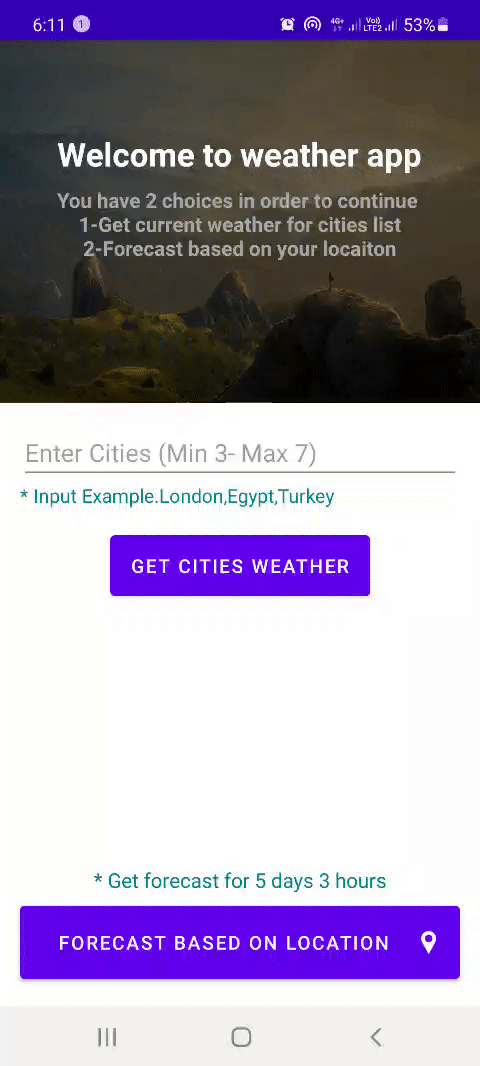 6:11 1 4G+ Vo) LTE2 53%
Welcome to weather app
You have 2 choices in order to continue
1-Get current weather for cities list
2-Forecast based on your locaiton
Enter Cities (Min 3- Max 7)
* Input Example.London,Egypt,Turkey
GET CITIES WEATHER
* Get forecast for 5 days 3 hours
FORECAST BASED ON LOCATION